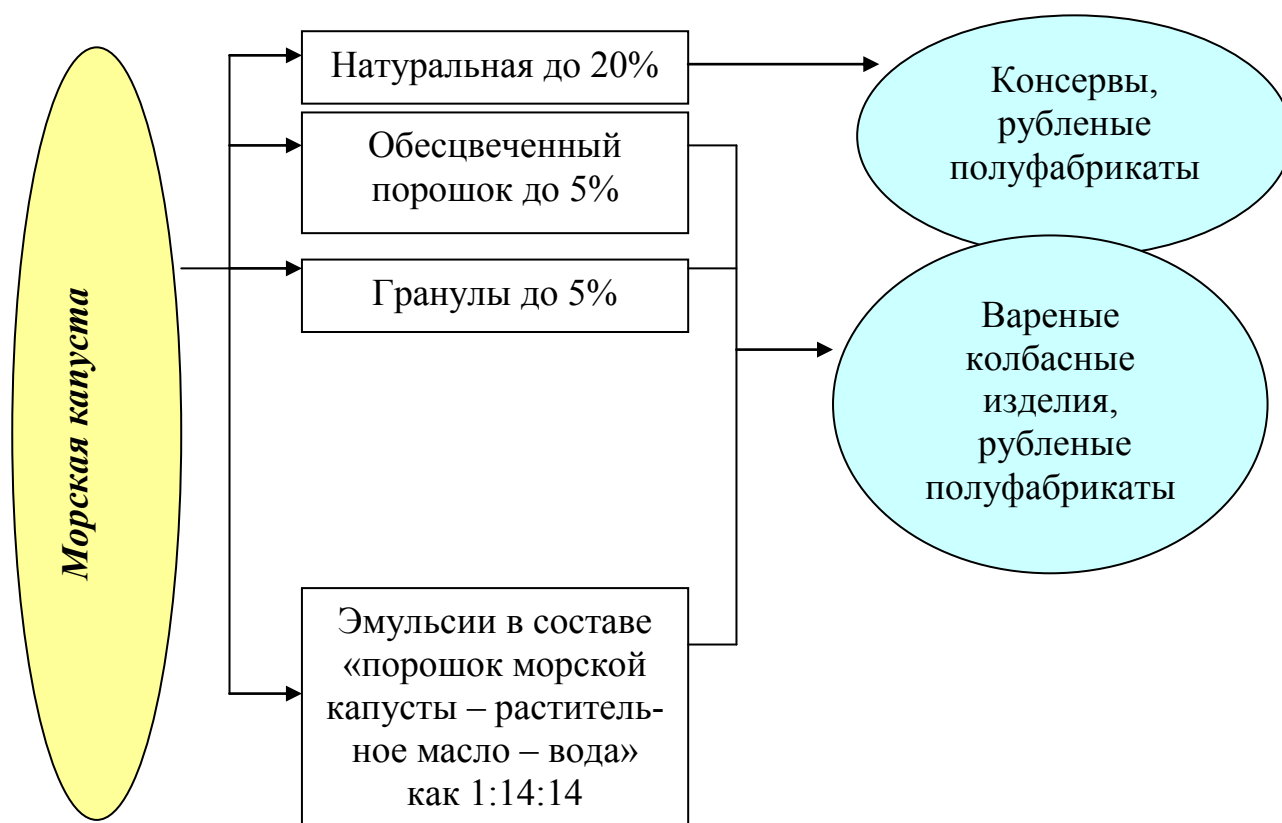 Морская капуста
Натуральная до 20%
Обесцвеченный
порошок до 5%
Гранулы до 5%
Эмульсии в составе
«порошок морской
капусты – раститель-
ное масло – вода»
как 1:14:14
Консервы,
рубленые
полуфабрикаты
Вареные
колбасные
изделия,
рубленые
полуфабрикаты